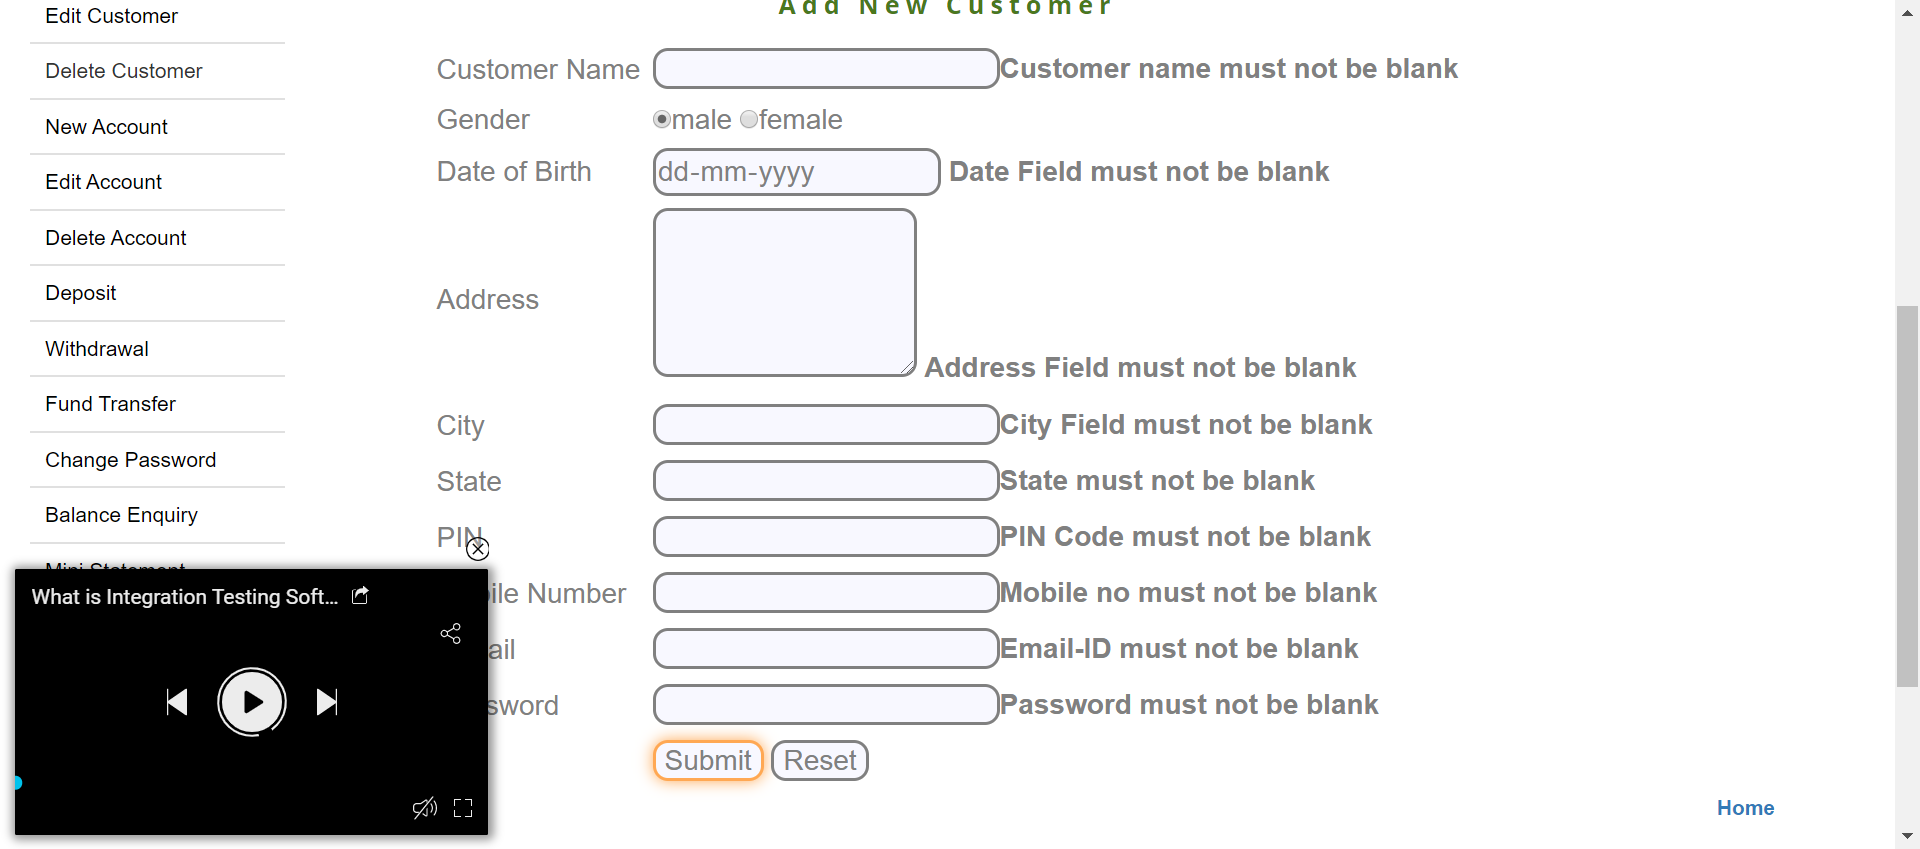 Edit Customer
Delete Customer
New Account
Edit Account
Delete Account
Deposit
Withdrawal
Fund Transfer
Change Password
Balance Enquiry
Mini Statement
Add New Customer
Customer Name Customer name must not be blank
Gender male female
Date of Birth dd-mm-yyyy Date Field must not be blank
Address Address Field must not be blank
City City Field must not be blank
State State must not be blank
PIN PIN Code must not be blank
ile Number Mobile no must not be blank
ail Email-ID must not be blank
sword Password must not be blank
Submit Reset
Home
What is Integration Testing Soft...